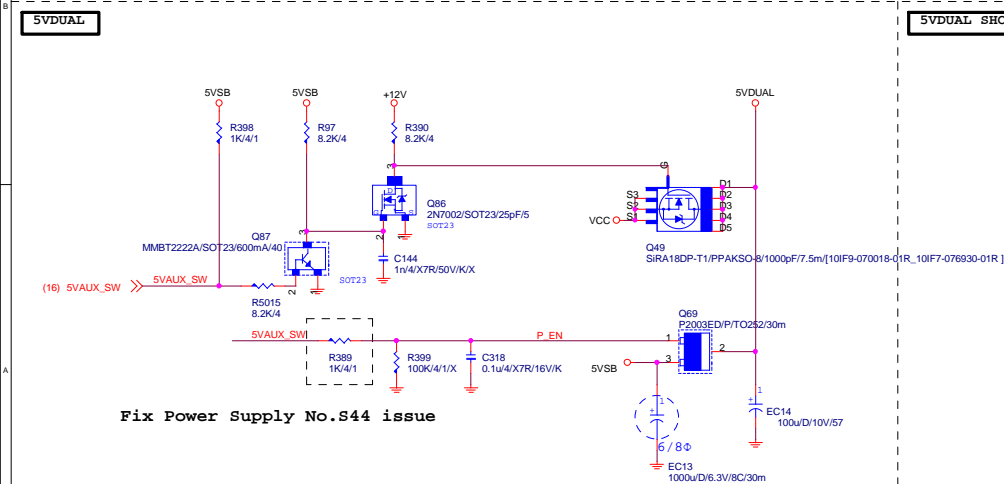 B
5VDUAL
5VDUAL SHO
5VSB
5VSB
+12V
5VDUAL
R398
1K/4/1
R97
8.2K/4
R390
8.2K/4
3
G
D
G
S
Q86
2N7002/SOT23/25pF/5
SOT23
2
1
S3
S2
S1
VCC
D1
D2
D3
D4
D5
Q49
SiRA18DP-T1/PPAKSO-8/1000pF/7.5m/[10IF9-070018-01R_10IF7-076930-01R ]
Q87
MMBT2222A/SOT23/600mA/40
3
SOT23
2
1
C144
1n/4/X7R/50V/K/X
(16) 5VAUX_SW
5VAUX_SW
R5015
8.2K/4
5VAUX_SW
R389
1K/4/1
R399
100K/4/1/X
C318
0.1u/4/X7R/16V/K
P_EN
Q69
P2003ED/P/TO252/30m
1
2
3
5VSB
A
Fix Power Supply No.S44 issue
1
+
6/8Φ
EC13
1000u/D/6.3V/8C/30m
1
+
EC14
100u/D/10V/57